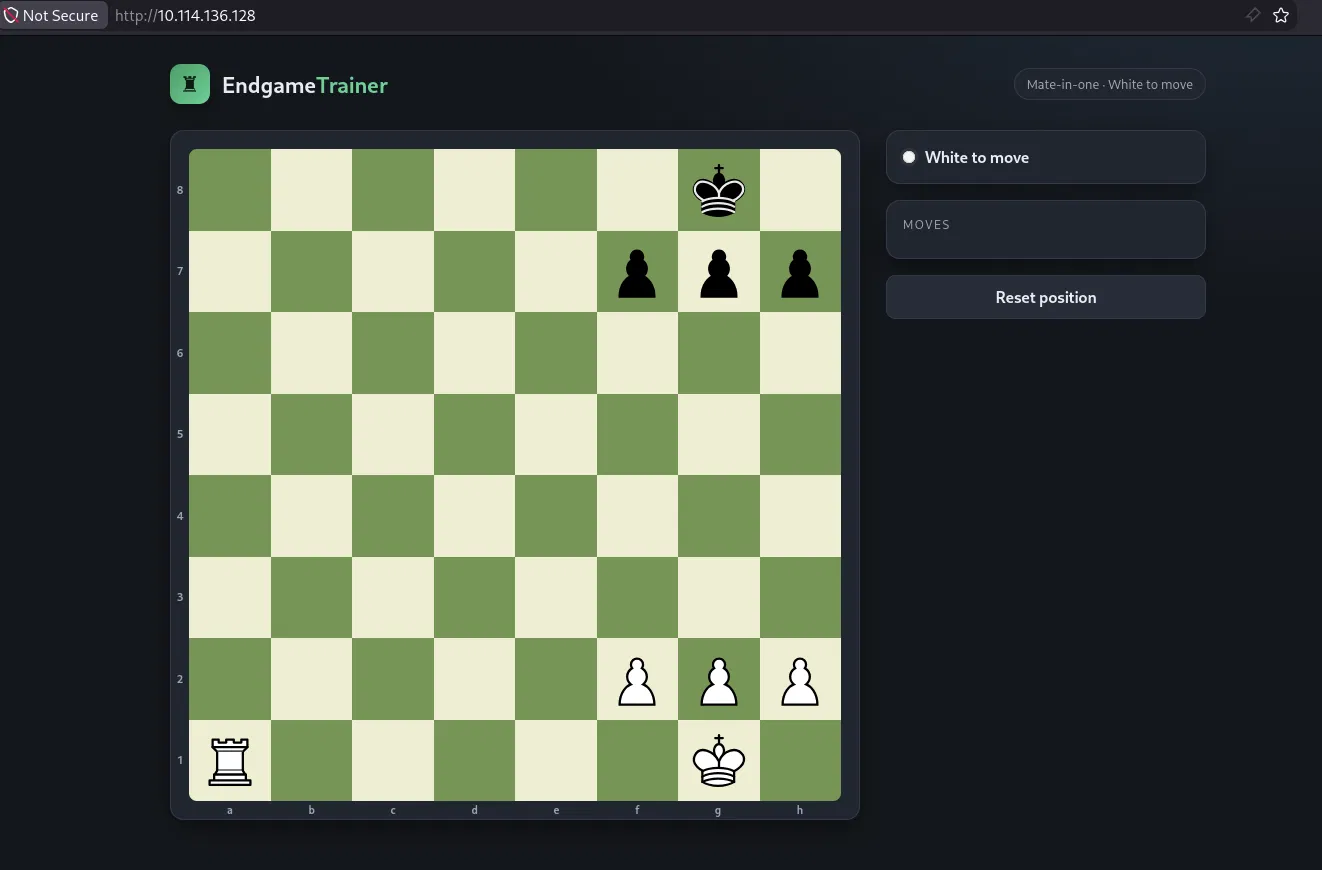 Not Secure http://10.114.136.128
EndgameTrainer
Mate-in-one · White to move
8
7
6
5
4
3
2
1
a b c d e f g h
White to move
MOVES
Reset position